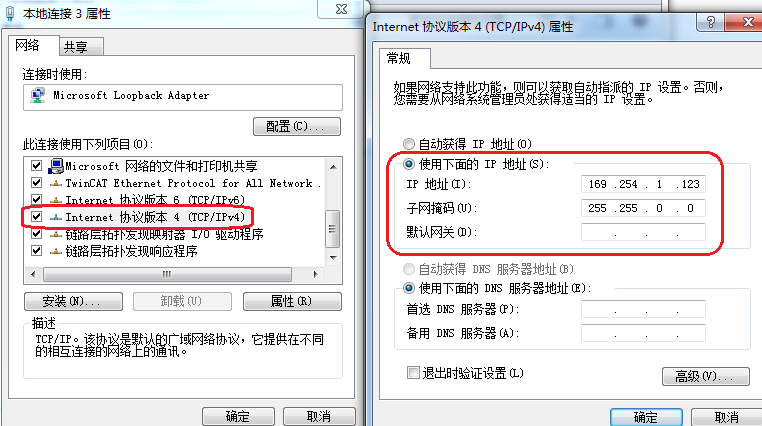 本地连接 3 属性
网络
共享
连接时使用:
Microsoft Loopback Adapter
配置(C)...
此连接使用下列项目(O):
Microsoft 网络的文件和打印机共享
TwinCAT Ethernet Protocol for All Network .
Internet 协议版本 6 (TCP/IPv6)
Internet 协议版本 4 (TCP/IPv4)
链路层拓扑发现映射器 I/O 驱动程序
链路层拓扑发现响应程序
安装(N)...
卸载(U)
属性(R)
描述
TCP/IP。该协议是默认的广域网络协议，它提供在不同
的相互连接的网络上的通讯。
确定
取消
Internet 协议版本 4 (TCP/IPv4) 属性
常规
如果网络支持此功能，则可以获取自动指派的 IP 设置。否则，
您需要从网络系统管理员处获得适当的 IP 设置。
自动获得 IP 地址(O)
使用下面的 IP 地址(S):
IP 地址(I):
169 .254 . 1 .123
子网掩码(U):
255 .255 . 0 . 0
默认网关(D):
. . .
自动获得 DNS 服务器地址(B)
使用下面的 DNS 服务器地址(E):
首选 DNS 服务器(P):
. . .
备用 DNS 服务器(A):
. . .
退出时验证设置(L)
高级(V)...
确定
取消